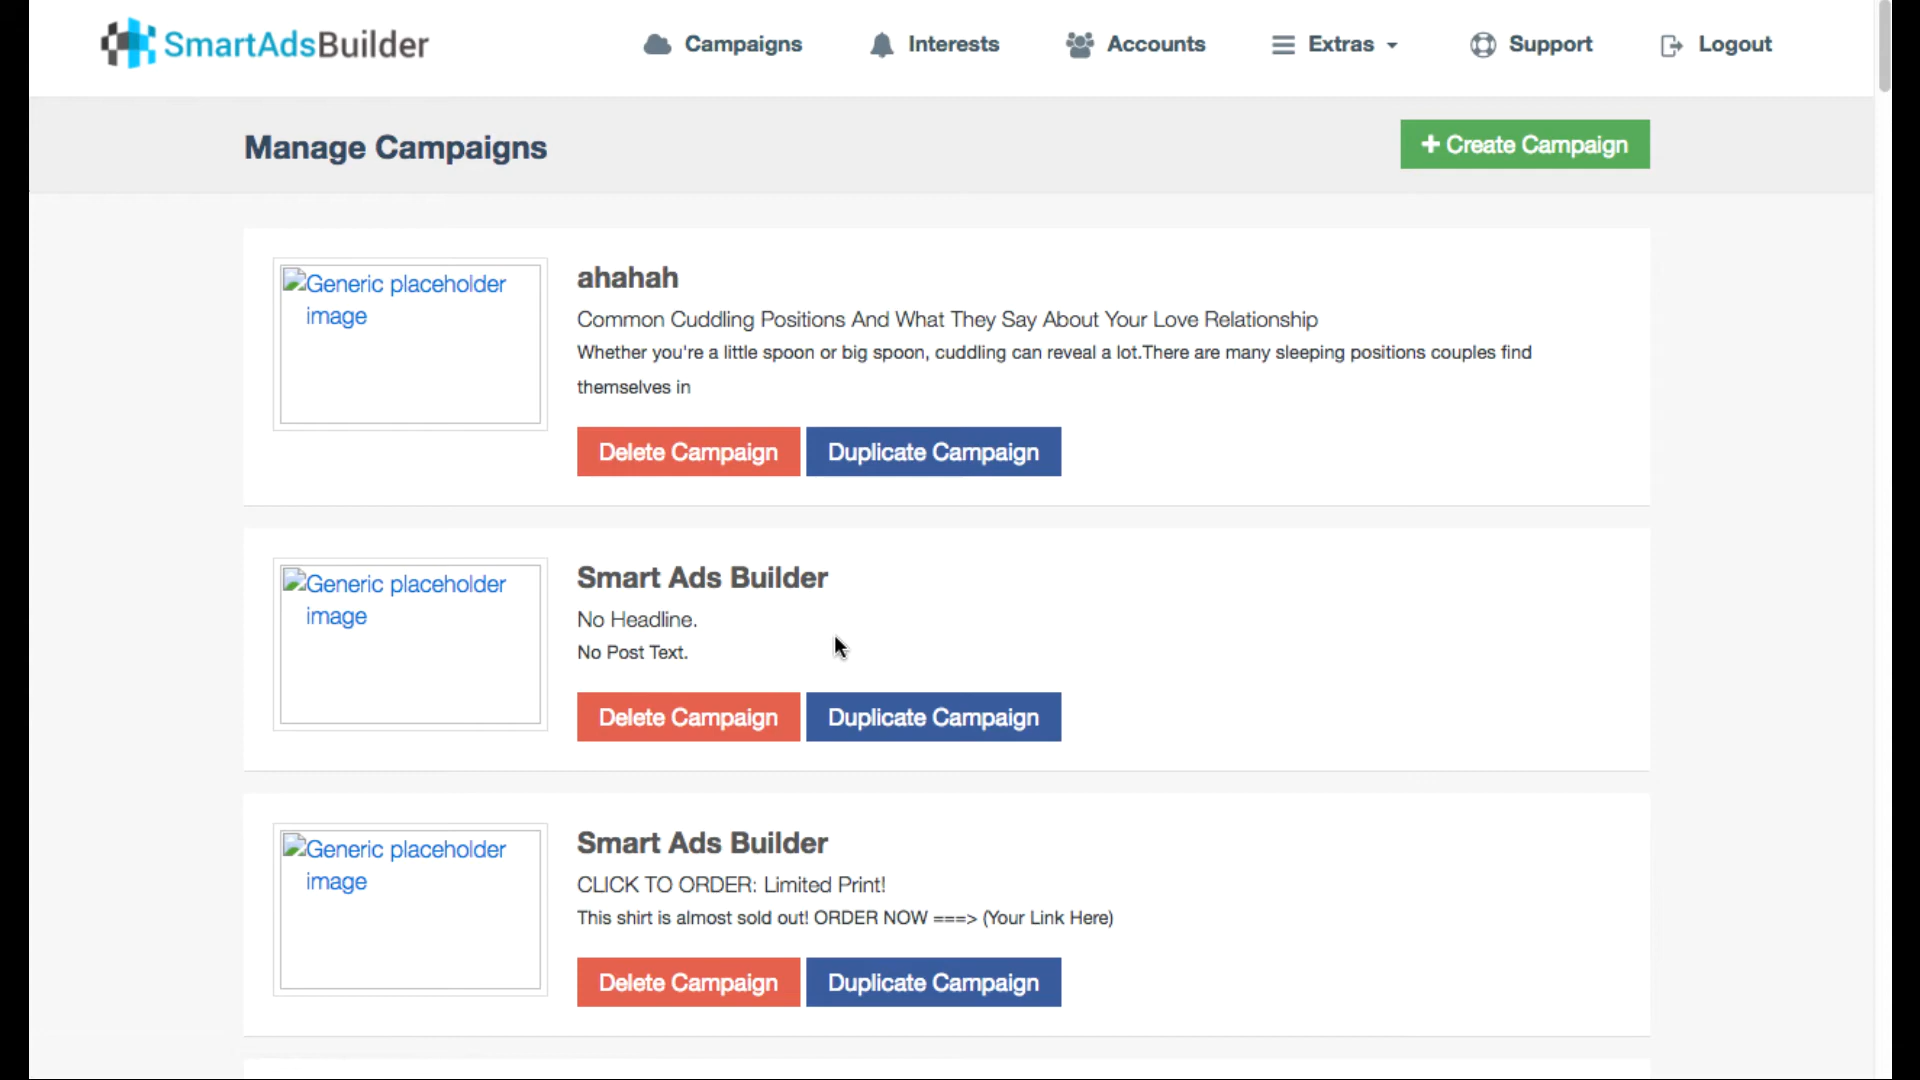 SmartAdsBuilder
Campaigns
Interests
Accounts
Extras
Support
Logout
Manage Campaigns
+ Create Campaign
Generic placeholder
image
ahahah
Common Cuddling Positions And What They Say About Your Love Relationship
Whether you're a little spoon or big spoon, cuddling can reveal a lot.There are many sleeping positions couples find
themselves in
Delete Campaign
Duplicate Campaign
Generic placeholder
image
Smart Ads Builder
No Headline.
No Post Text.
Delete Campaign
Duplicate Campaign
Generic placeholder
image
Smart Ads Builder
CLICK TO ORDER: Limited Print!
This shirt is almost sold out! ORDER NOW ===> (Your Link Here)
Delete Campaign
Duplicate Campaign